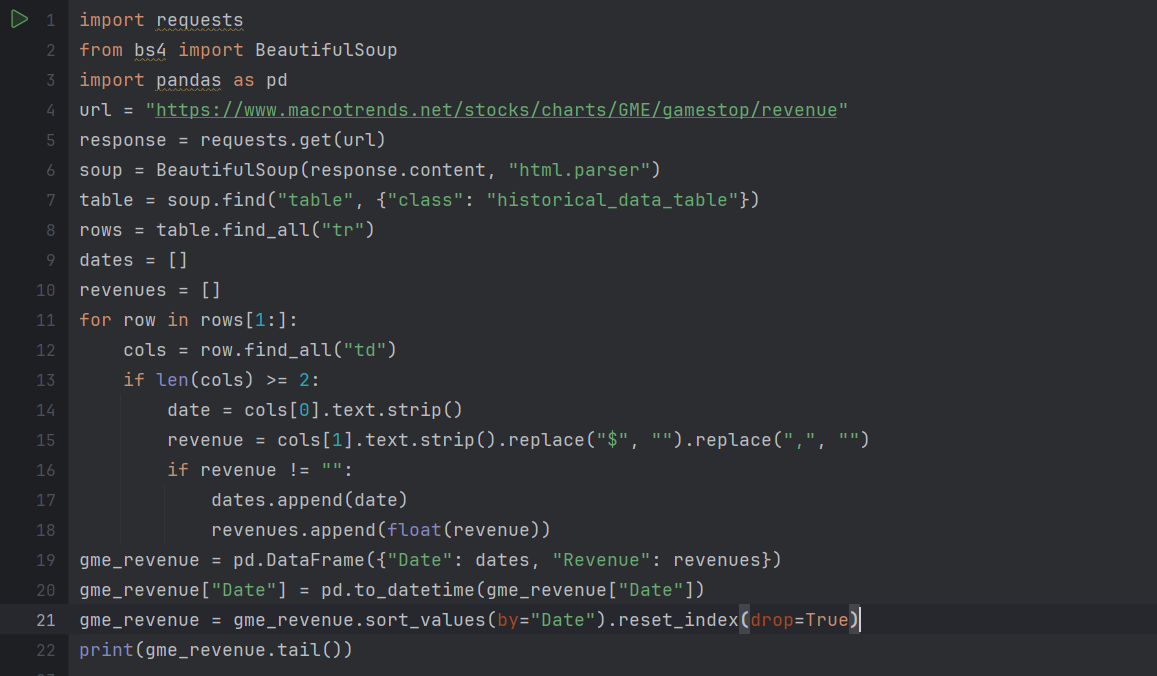 1 import requests
2 from bs4 import BeautifulSoup
3 import pandas as pd
4 url = "https://www.macrotrends.net/stocks/charts/GME/gamestop/revenue"
5 response = requests.get(url)
6 soup = BeautifulSoup(response.content, "html.parser")
7 table = soup.find("table", {"class": "historical_data_table"})
8 rows = table.find_all("tr")
9 dates = []
10 revenues = []
11 for row in rows[1:]:
12     cols = row.find_all("td")
13     if len(cols) >= 2:
14         date = cols[0].text.strip()
15         revenue = cols[1].text.strip().replace("$", "").replace(",", "")
16         if revenue != "":
17             dates.append(date)
18             revenues.append(float(revenue))
19 gme_revenue = pd.DataFrame({"Date": dates, "Revenue": revenues})
20 gme_revenue["Date"] = pd.to_datetime(gme_revenue["Date"])
21 gme_revenue = gme_revenue.sort_values(by="Date").reset_index(drop=True)
22 print(gme_revenue.tail())